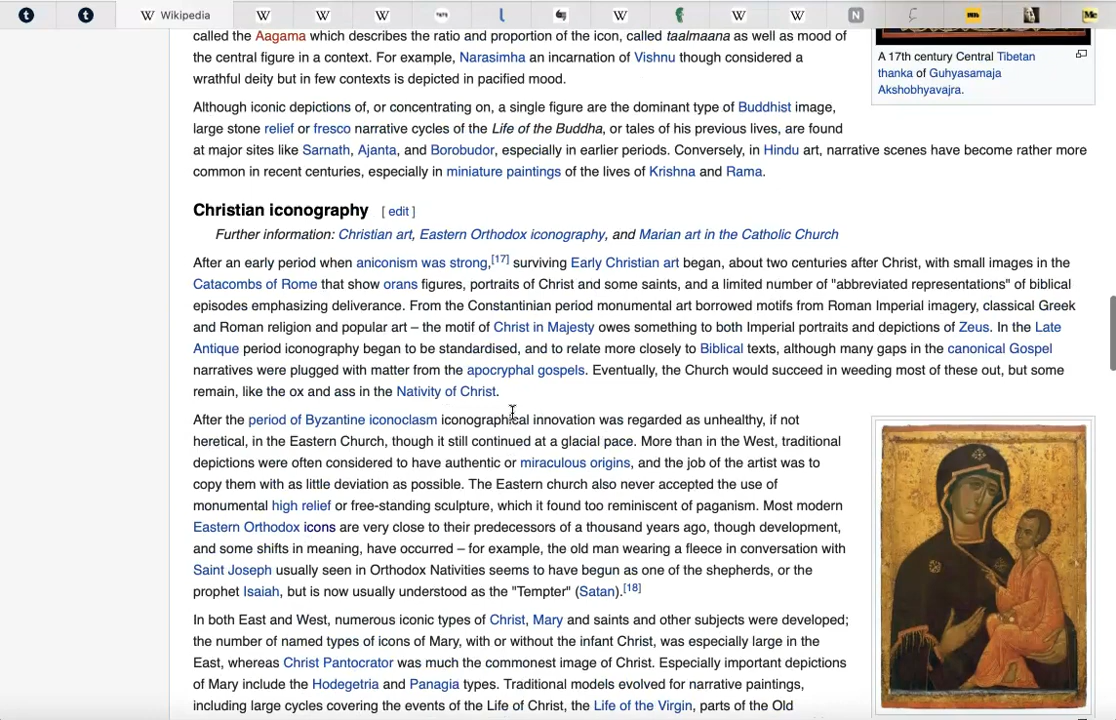 Wikipedia
called the Aagama which describes the ratio and proportion of the icon, called taalmaana as well as mood of
the central figure in a context. For example, Narasimha an incarnation of Vishnu though considered a
wrathful deity but in few contexts is depicted in pacified mood.
A 17th century Central Tibetan
thanka of Guhyasamaja
Akshobhyavajra.
Although iconic depictions of, or concentrating on, a single figure are the dominant type of Buddhist image,
large stone relief or fresco narrative cycles of the Life of the Buddha, or tales of his previous lives, are found
at major sites like Sarnath, Ajanta, and Borobudor, especially in earlier periods. Conversely, in Hindu art, narrative scenes have become rather more
common in recent centuries, especially in miniature paintings of the lives of Krishna and Rama.
Christian iconography [ edit ]
Further information: Christian art, Eastern Orthodox iconography, and Marian art in the Catholic Church
After an early period when aniconism was strong,[17] surviving Early Christian art began, about two centuries after Christ, with small images in the
Catacombs of Rome that show orans figures, portraits of Christ and some saints, and a limited number of "abbreviated representations" of biblical
episodes emphasizing deliverance. From the Constantinian period monumental art borrowed motifs from Roman Imperial imagery, classical Greek
and Roman religion and popular art – the motif of Christ in Majesty owes something to both Imperial portraits and depictions of Zeus. In the Late
Antique period iconography began to be standardised, and to relate more closely to Biblical texts, although many gaps in the canonical Gospel
narratives were plugged with matter from the apocryphal gospels. Eventually, the Church would succeed in weeding most of these out, but some
remain, like the ox and ass in the Nativity of Christ.
After the period of Byzantine iconoclasm iconographical innovation was regarded as unhealthy, if not
heretical, in the Eastern Church, though it still continued at a glacial pace. More than in the West, traditional
depictions were often considered to have authentic or miraculous origins, and the job of the artist was to
copy them with as little deviation as possible. The Eastern church also never accepted the use of
monumental high relief or free-standing sculpture, which it found too reminiscent of paganism. Most modern
Eastern Orthodox icons are very close to their predecessors of a thousand years ago, though development,
and some shifts in meaning, have occurred – for example, the old man wearing a fleece in conversation with
Saint Joseph usually seen in Orthodox Nativities seems to have begun as one of the shepherds, or the
prophet Isaiah, but is now usually understood as the "Tempter" (Satan).[18]
In both East and West, numerous iconic types of Christ, Mary and saints and other subjects were developed;
the number of named types of icons of Mary, with or without the infant Christ, was especially large in the
East, whereas Christ Pantocrator was much the commonest image of Christ. Especially important depictions
of Mary include the Hodegetria and Panagia types. Traditional models evolved for narrative paintings,
including large cycles covering the events of the Life of Christ, the Life of the Virgin, parts of the Old